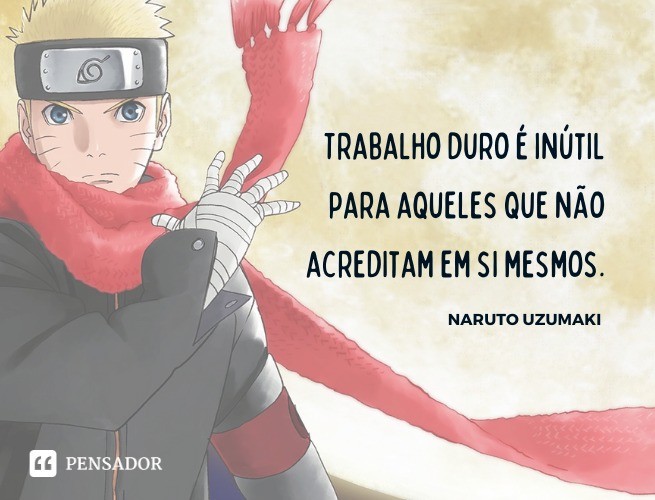 TRABALHO DURO É INÚTIL
PARA AQUELES QUE NÃO
ACREDITAM EM SI MESMOS.
NARUTO UZUMAKI
PENSADOR